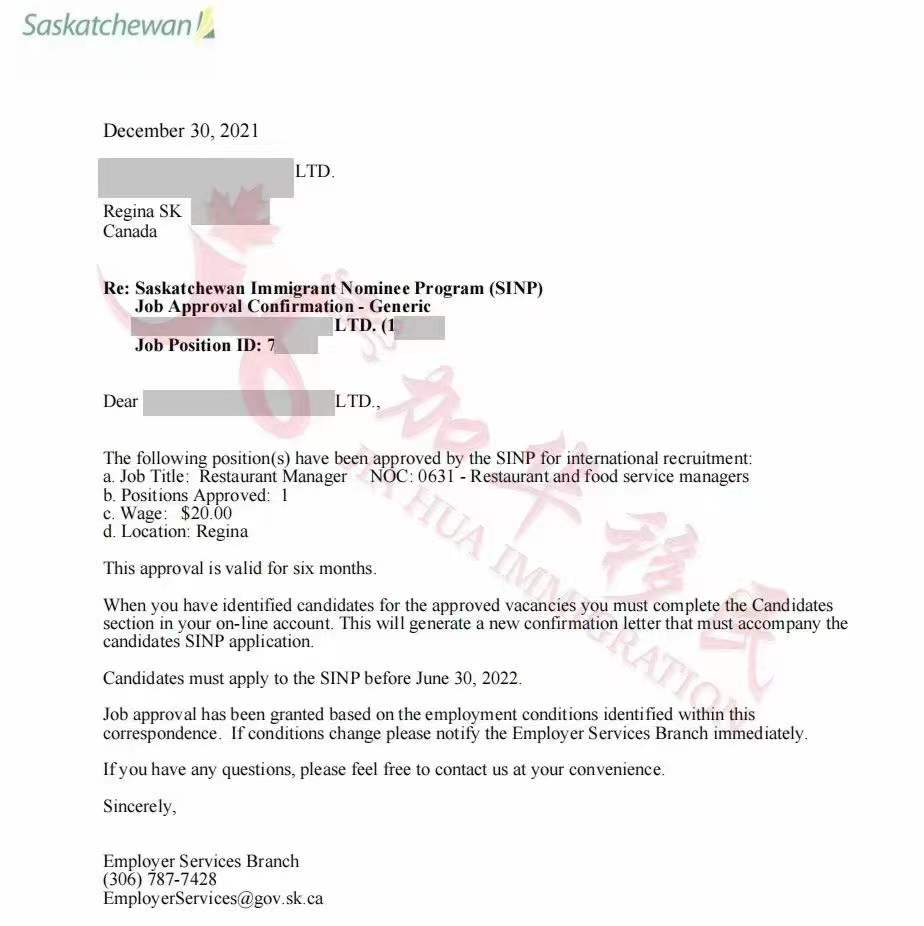 Saskatchewan
December 30, 2021
LTD.
Regina SK
Canada
Re: Saskatchewan Immigrant Nominee Program (SINP)
Job Approval Confirmation - Generic
LTD. (1
Job Position ID: 7
Dear LTD.,
The following position(s) have been approved by the SINP for international recruitment:
a. Job Title: Restaurant Manager NOC: 0631 - Restaurant and food service managers
b. Positions Approved: 1
c. Wage: $20.00
d. Location: Regina
This approval is valid for six months.
When you have identified candidates for the approved vacancies you must complete the Candidates
section in your on-line account. This will generate a new confirmation letter that must accompany the
candidates SINP application.
Candidates must apply to the SINP before June 30, 2022.
Job approval has been granted based on the employment conditions identified within this
correspondence. If conditions change please notify the Employer Services Branch immediately.
If you have any questions, please feel free to contact us at your convenience.
Sincerely,
Employer Services Branch
(306) 787-7428
EmployerServices@gov.sk.ca
加华移民
JIA HUA IMMIGRATION